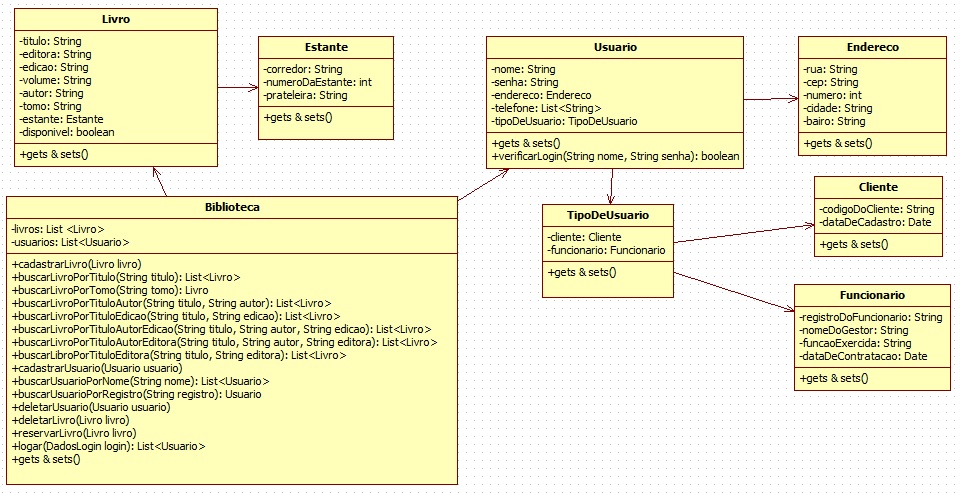 Livro
-titulo: String
-editora: String
-edicao: String
-volume: String
-autor: String
-tomo: String
-estante: Estante
-disponivel: boolean
+gets & sets()
Estante
-corredor: String
-numeroDaEstante: int
-prateleira: String
+gets & sets()
Usuario
-nome: String
-senha: String
-endereco: Endereco
-telefone: List<String>
-tipoDeUsuario: TipoDeUsuario
+gets & sets()
+verificarLogin(String nome, String senha): boolean
Endereco
-rua: String
-cep: String
-numero: int
-cidade: String
-bairo: String
+gets & sets()
Biblioteca
-livros: List <Livro>
-usuarios: List<Usuario>
+cadastrarLivro(Livro livro)
+buscarLivroPorTitulo(String titulo): List<Livro>
+buscarLivroPorTomo(String tomo): Livro
+buscarLivroPorTituloAutor(String titulo, String autor): List<Livro>
+buscarLivroPorTituloEdicao(String titulo, String edicao): List<Livro>
+buscarLivroPorTituloAutorEdicao(String titulo, String autor, String edicao): List<Livro>
+buscarLivroPorTituloAutorEditora(String titulo, String autor, String editora): List<Livro>
+buscarLibroPorTituloEditora(String titulo, String editora): List<Livro>
+cadastrarUsuario(Usuario usuario)
+buscarUsuarioPorNome(String nome): List<Usuario>
+buscarUsuarioPorRegistro(String registro): Usuario
+deletarUsuario(Usuario usuario)
+deletarLivro(Livro livro)
+reservarLivro(Livro livro)
+logar(DadosLogin login): List<Usuario>
+gets & sets()
TipoDeUsuario
-cliente: Cliente
-funcionario: Funcionario
+gets & sets()
Cliente
-codigoDoCliente: String
-dataDeCadastro: Date
+gets & sets()
Funcionario
-registroDoFuncionario: String
-nomeDoGestor: String
-funcaoExercida: String
-dataDeContratacao: Date
+gets & sets()